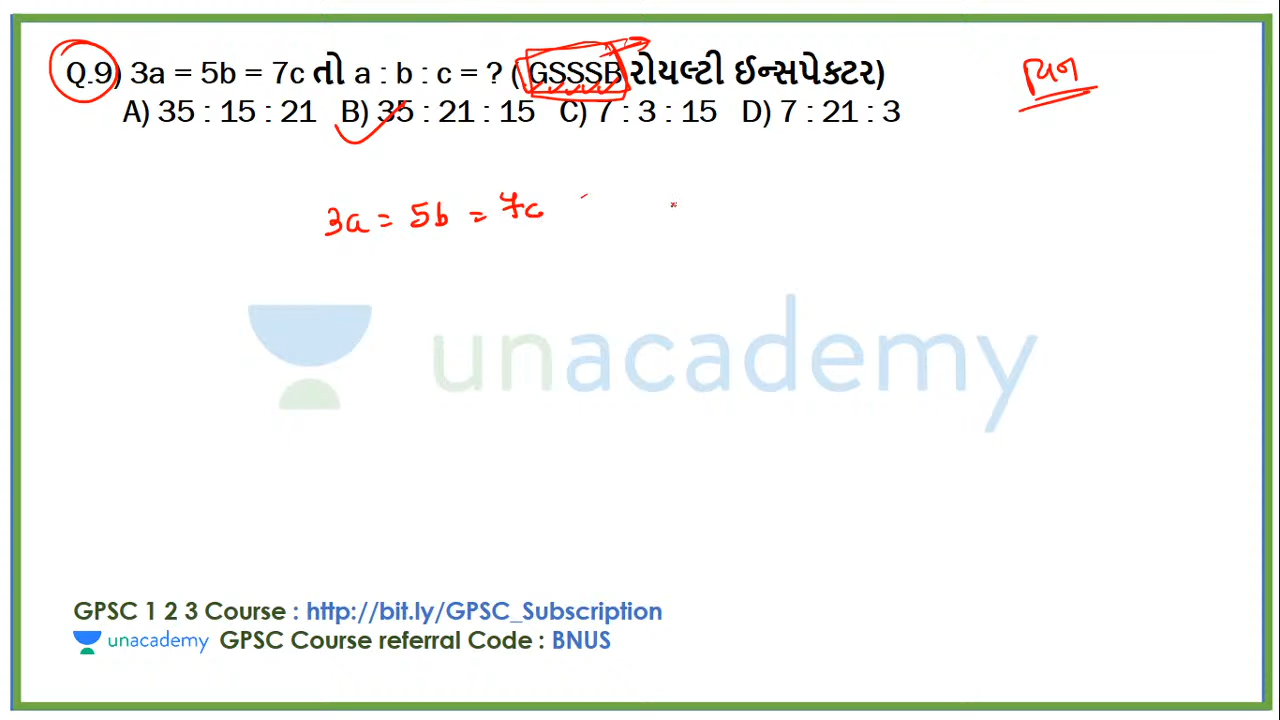 Q.9) 3a = 5b = 7c તો a : b : c = ? ( GSSSB રોયલ્ટી ઈન્સપેક્ટર)
A) 35 : 15 : 21 B) 35 : 21 : 15 C) 7 : 3 : 15 D) 7 : 21 : 3
3a = 5b = 7c
unacademy
GPSC 1 2 3 Course : http://bit.ly/GPSC_Subscription
unacademy GPSC Course referral Code : BNUS